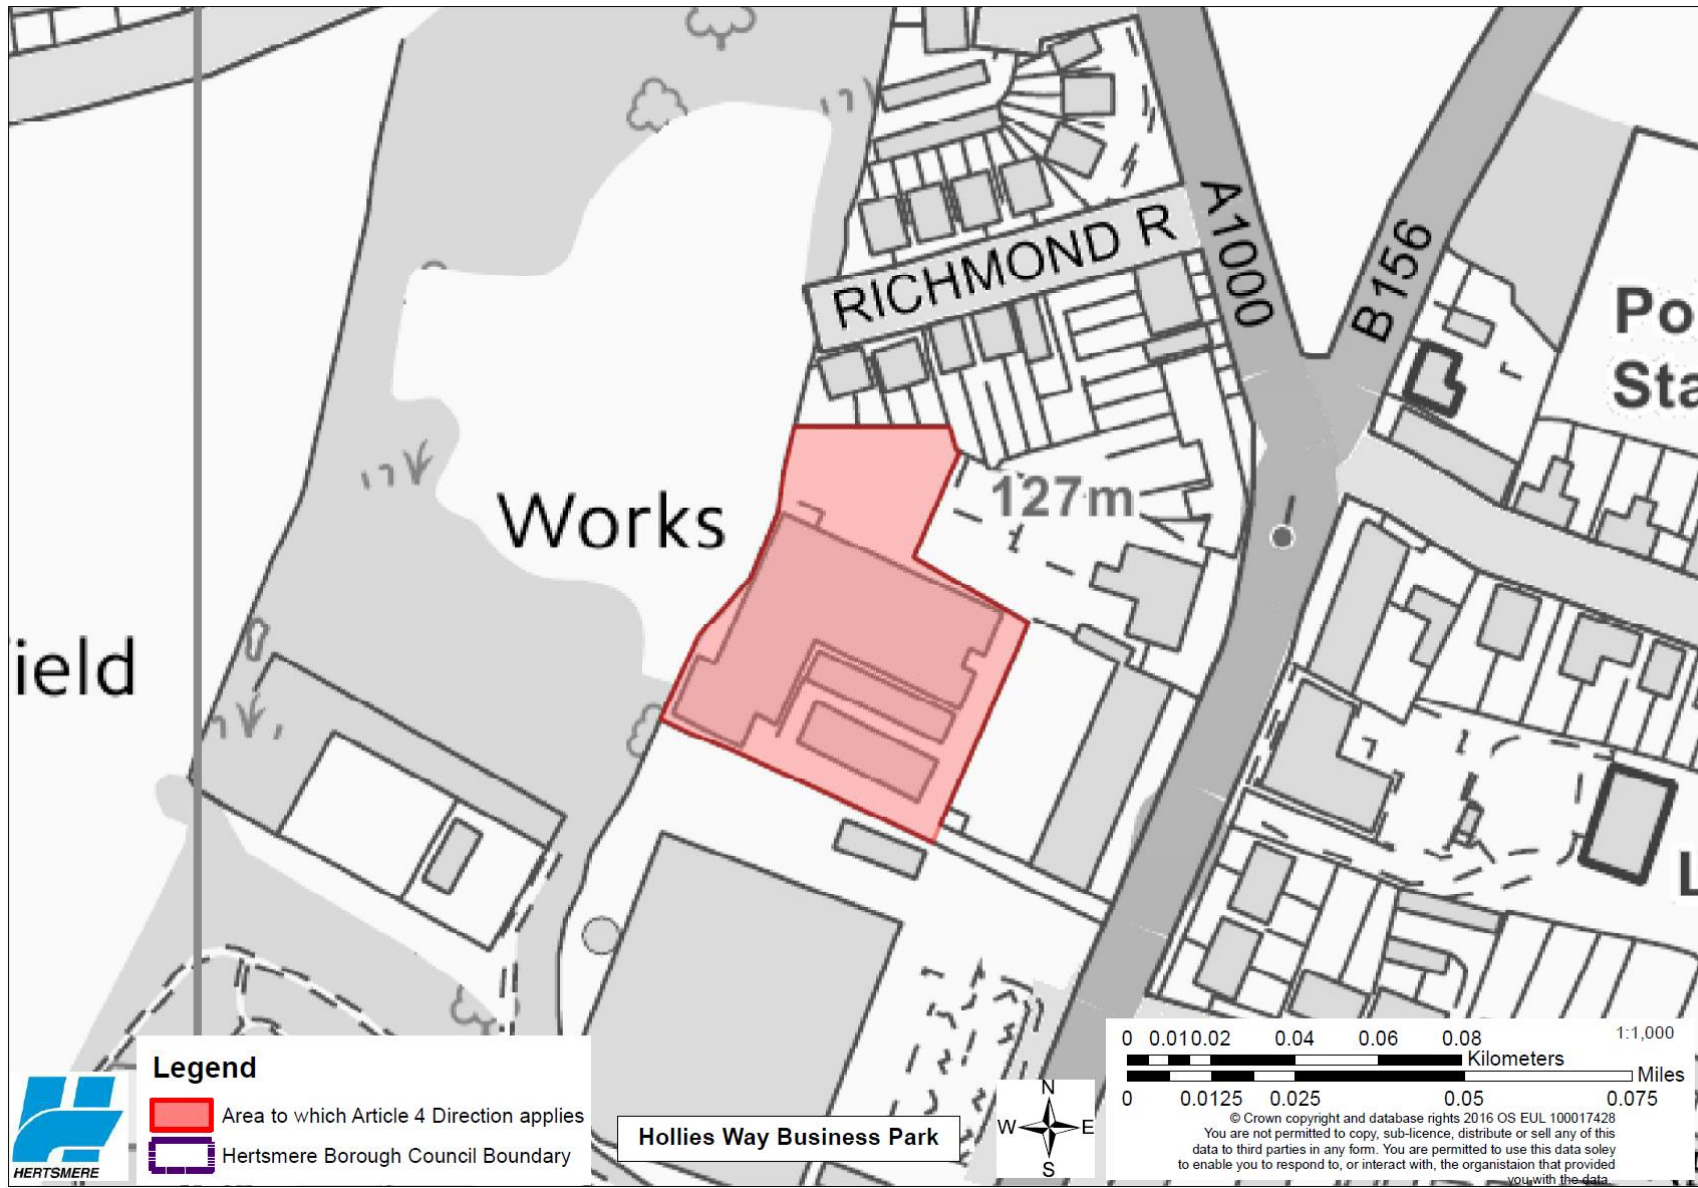 RICHMOND R
A1000
B156
Po
Sta
127m
Works
ield
L
Legend
Area to which Article 4 Direction applies
Hertsmere Borough Council Boundary
HERTSMERE
Hollies Way Business Park
N
W E
S
1:1,000
0 0.010.02 0.04 0.06 0.08
Kilometers
Miles
0 0.0125 0.025 0.05 0.075
© Crown copyright and database rights 2016 OS EUL 100017428
You are not permitted to copy, sub-licence, distribute or sell any of this
data to third parties in any form. You are permitted to use this data soley
to enable you to respond to, or interact with, the organistaion that provided
you with the data.